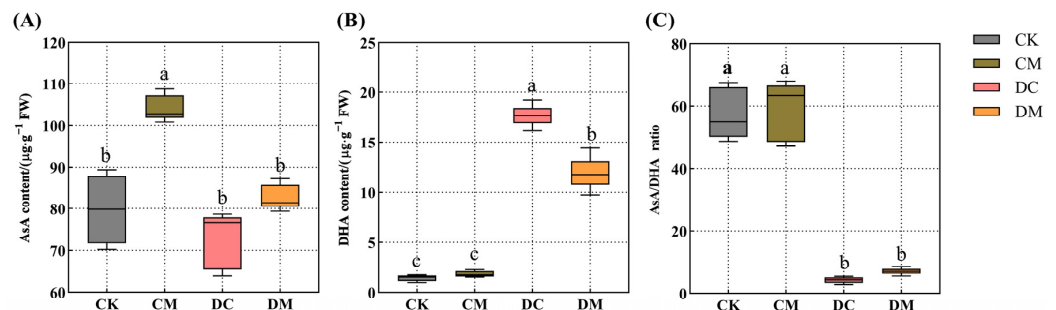 (A)
AsA content/(μg·g⁻¹ FW)
120
110
100
90
80
70
60
b
a
b
b
CK
CM
DC
DM
(B)
DHA content/(μg·g⁻¹ FW)
25
20
15
10
5
0
c
c
a
b
CK
CM
DC
DM
(C)
AsA/DHA ratio
80
60
40
20
0
a
a
b
b
CK
CM
DC
DM
CK
CM
DC
DM